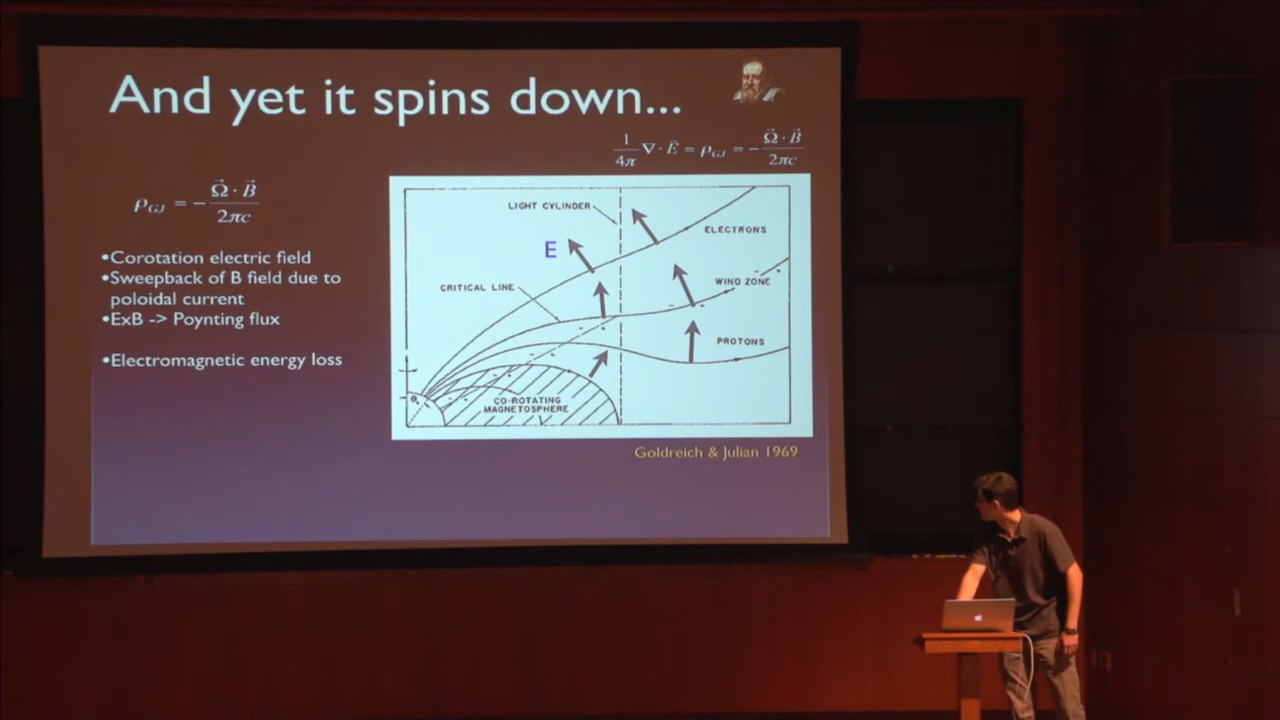 And yet it spins down...
1/4π ∇ · E⃗ = ρGJ = − Ω⃗ · B⃗ / 2πc
ρGJ = − Ω⃗ · B⃗ / 2πc
•Corotation electric field
•Sweepback of B field due to
poloidal current
•ExB -> Poynting flux
•Electromagnetic energy loss
LIGHT CYLINDER
E
ELECTRONS
CRITICAL LINE
WIND ZONE
PROTONS
CO-ROTATING
MAGNETOSPHERE
Goldreich & Julian 1969